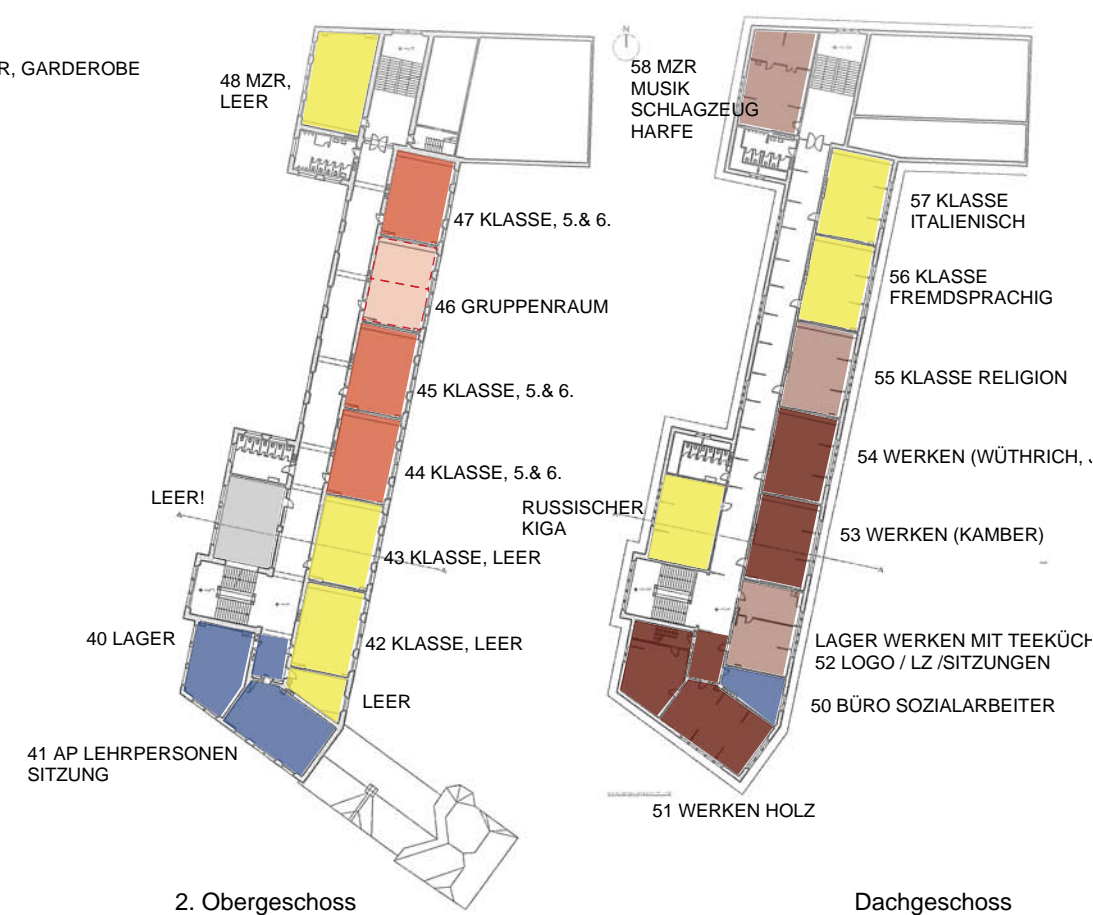 R, GARDEROBE
48 MZR,
LEER
47 KLASSE, 5.& 6.
46 GRUPPENRAUM
45 KLASSE, 5.& 6.
44 KLASSE, 5.& 6.
LEER!
43 KLASSE, LEER
40 LAGER
42 KLASSE, LEER
LEER
41 AP LEHRPERSONEN
SITZUNG
2. Obergeschoss
N
58 MZR
MUSIK
SCHLAGZEUG
HARFE
57 KLASSE
ITALIENISCH
56 KLASSE
FREMDSPRACHIG
55 KLASSE RELIGION
54 WERKEN (WÜTHRICH,
RUSSISCHER
KIGA
53 WERKEN (KAMBER)
LAGER WERKEN MIT TEEKÜCH
52 LOGO / LZ /SITZUNGEN
50 BÜRO SOZIALARBEITER
51 WERKEN HOLZ
Dachgeschoss